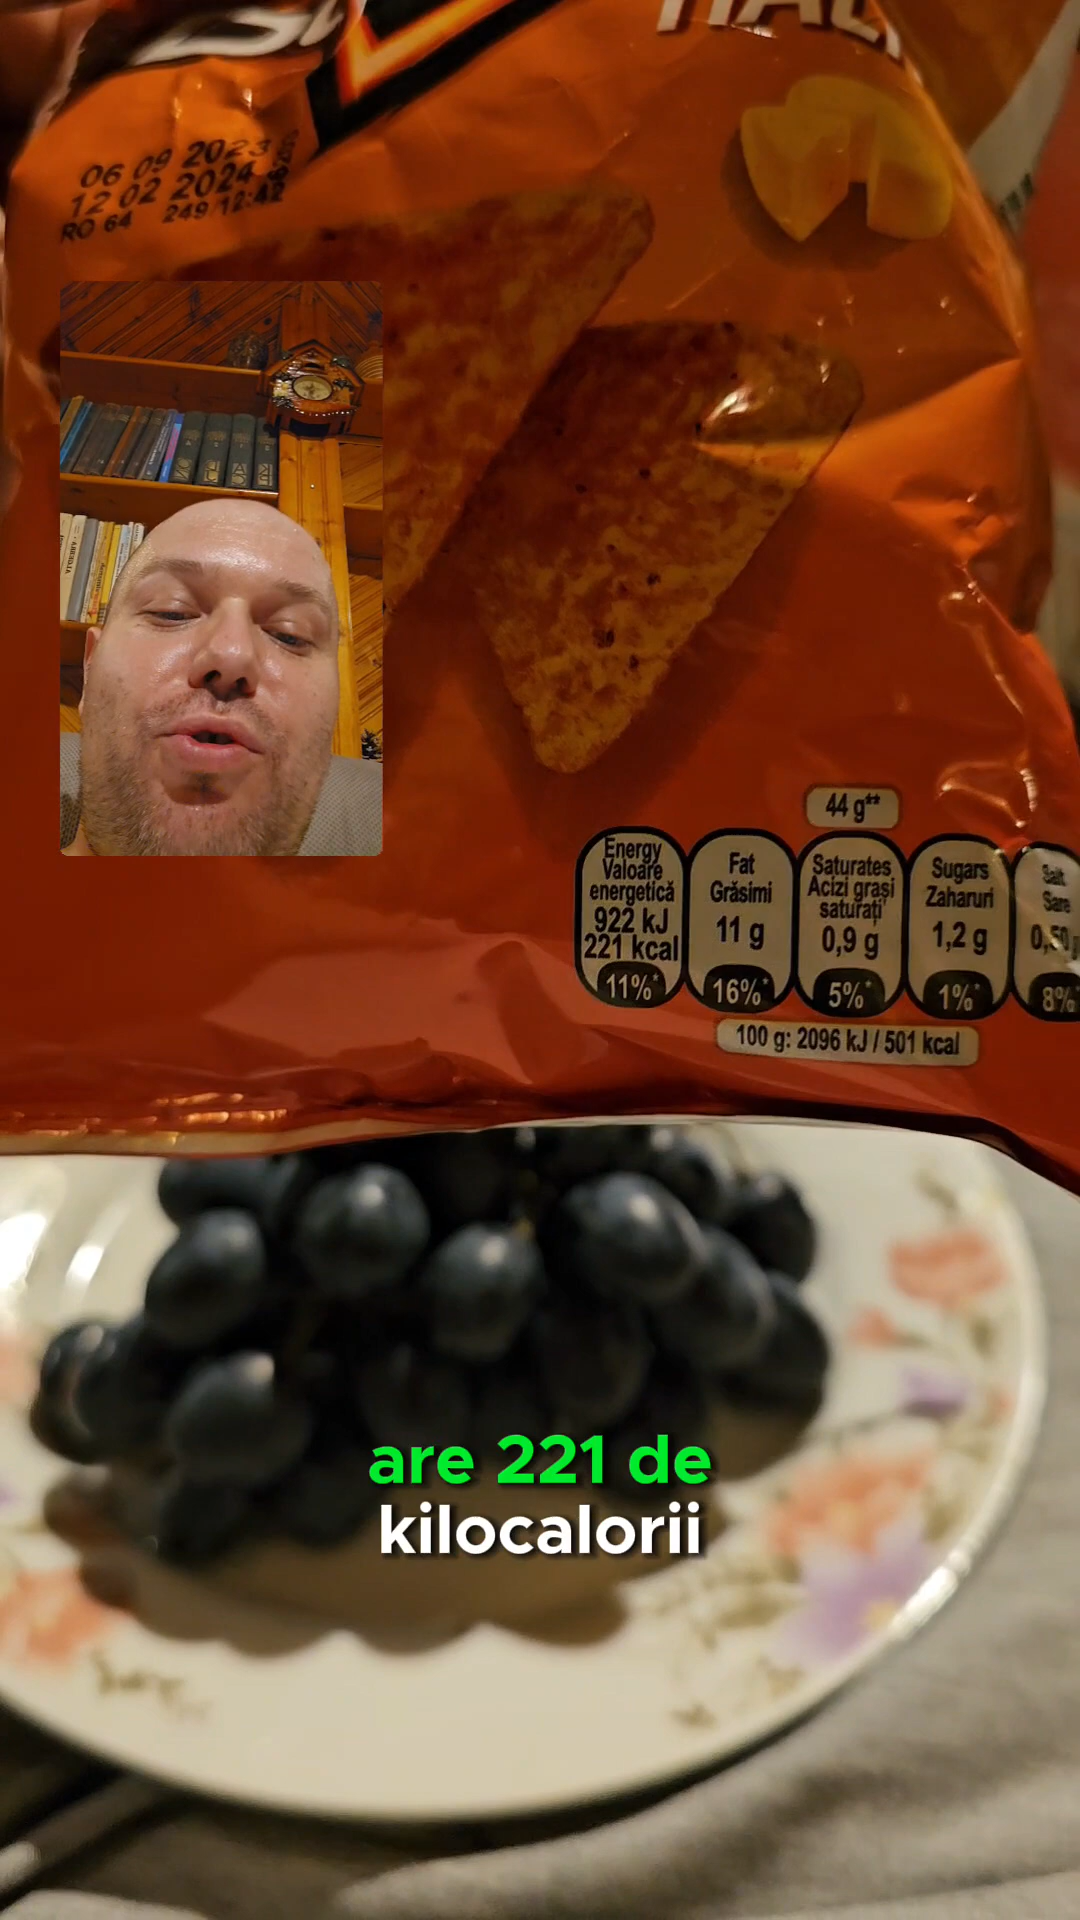 06 09 2023
12 02 2024
RO 64 249 12:42
44 g**
Energy
Valoare
energetică
922 kJ
221 kcal
11%*
Fat
Grăsimi
11 g
16%*
Saturates
Acizi grași
saturați
0,9 g
5%*
Sugars
Zaharuri
1,2 g
1%*
Salt
Sare
0,50 g
8%*
100 g: 2096 kJ / 501 kcal
are 221 de
kilocalorii